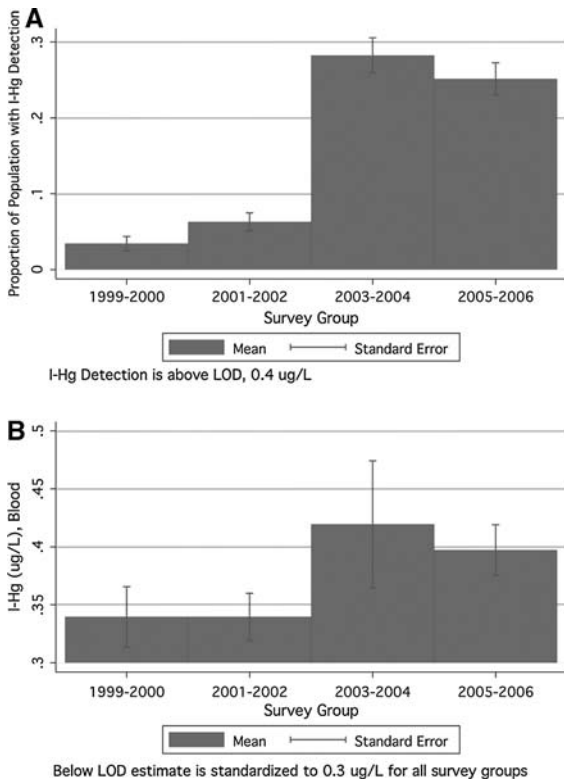 A
Proportion of Population with I-Hg Detection
.3
.2
.1
0
1999-2000 2001-2002 2003-2004 2005-2006
Survey Group
Mean Standard Error
I-Hg Detection is above LOD, 0.4 ug/L
B
I-Hg (ug/L), Blood
.5
.45
.4
.35
.3
1999-2000 2001-2002 2003-2004 2005-2006
Survey Group
Mean Standard Error
Below LOD estimate is standardized to 0.3 ug/L for all survey groups